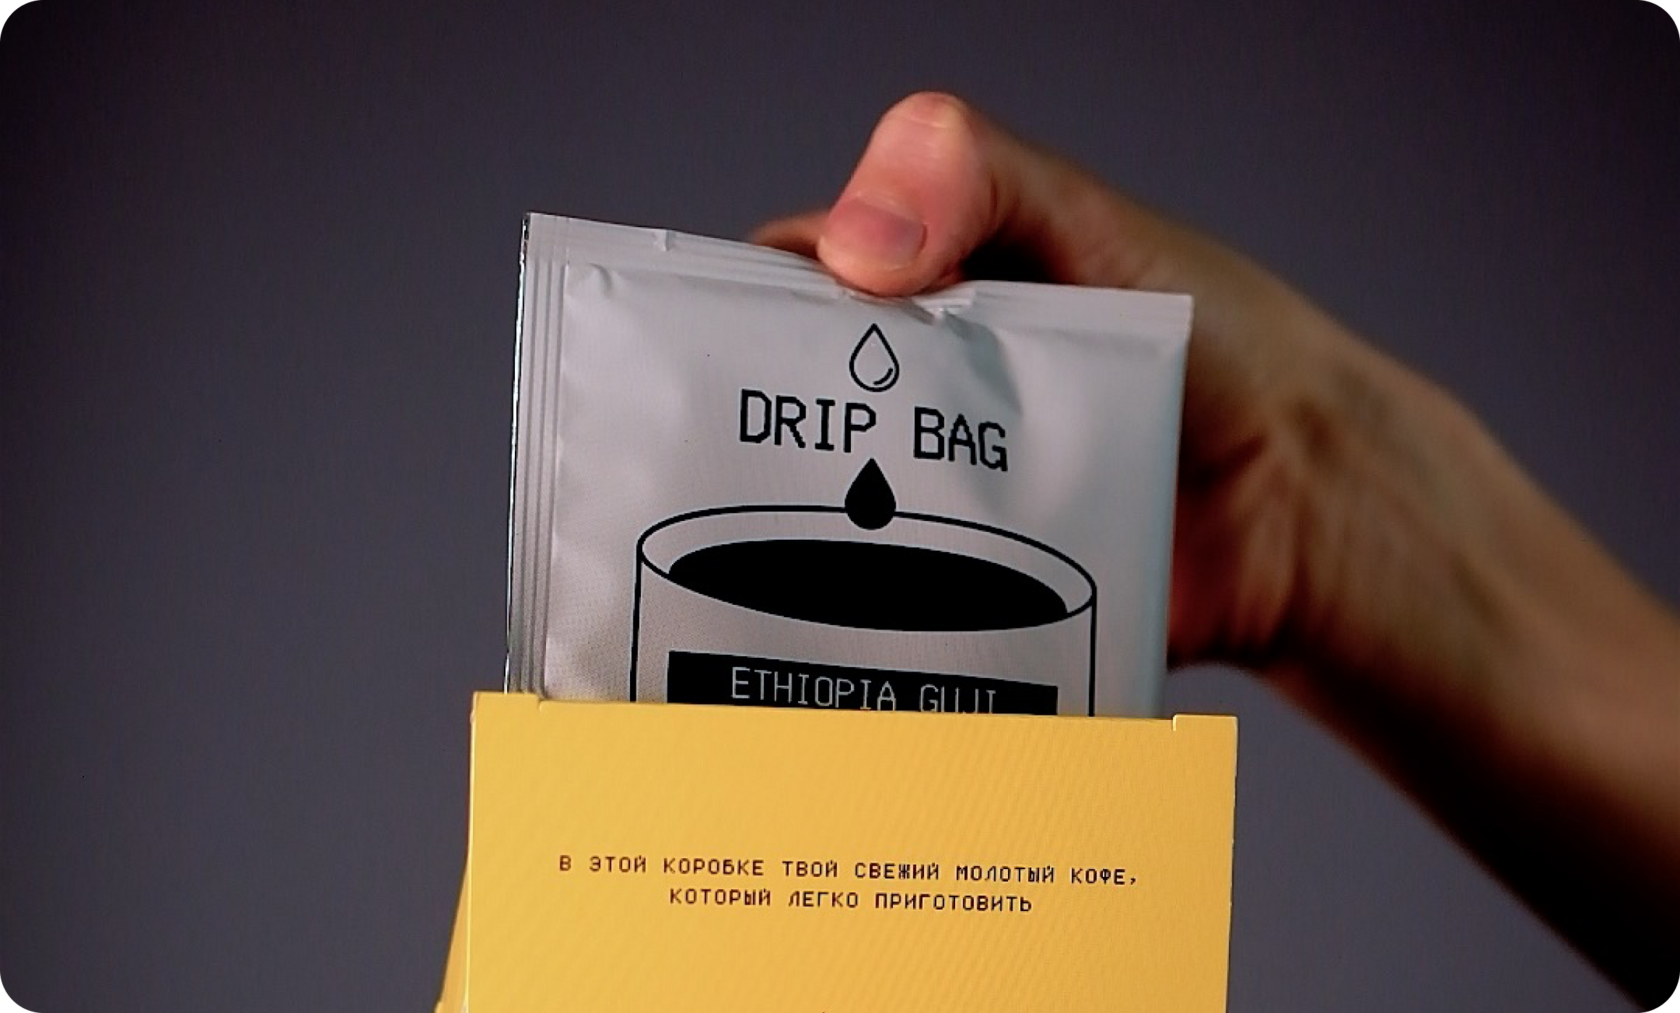 DRIP BAG
ETHIOPIA GUJI
В ЭТОЙ КОРОБКЕ ТВОЙ СВЕЖИЙ МОЛОТЫЙ КОФЕ,
КОТОРЫЙ ЛЕГКО ПРИГОТОВИТЬ